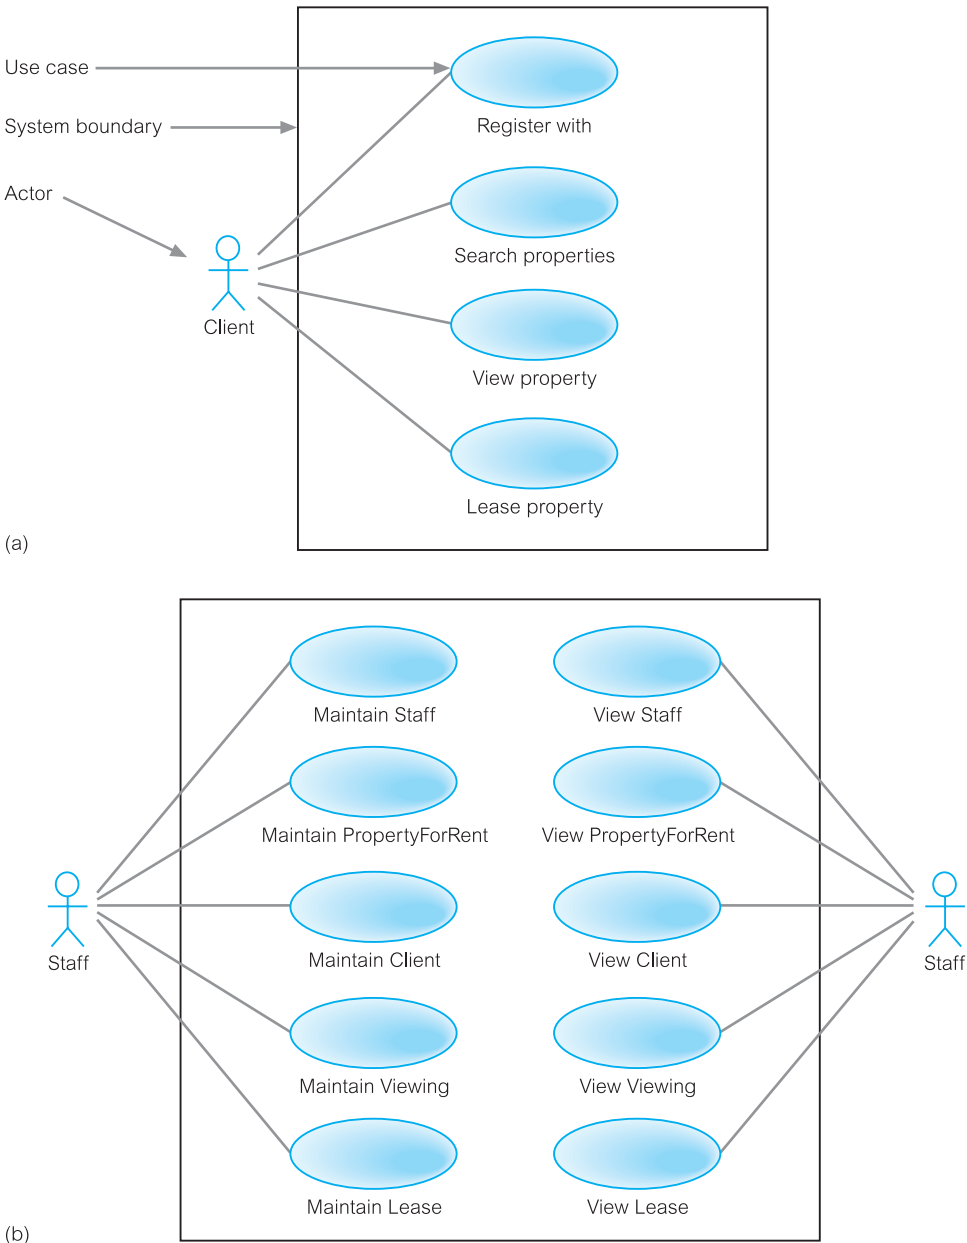 Use case
System boundary
Actor
Client
Register with
Search properties
View property
Lease property
(a)
Maintain Staff
View Staff
Maintain PropertyForRent
View PropertyForRent
Staff
Maintain Client
View Client
Staff
Maintain Viewing
View Viewing
Maintain Lease
View Lease
(b)